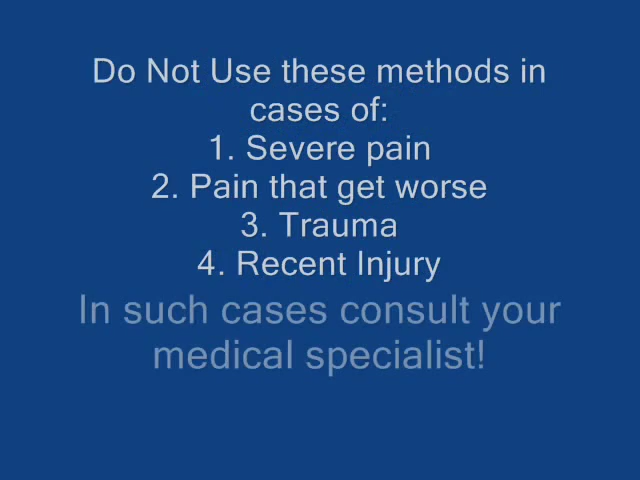 Do Not Use these methods in
cases of:
1. Severe pain
2. Pain that get worse
3. Trauma
4. Recent Injury
In such cases consult your
medical specialist!